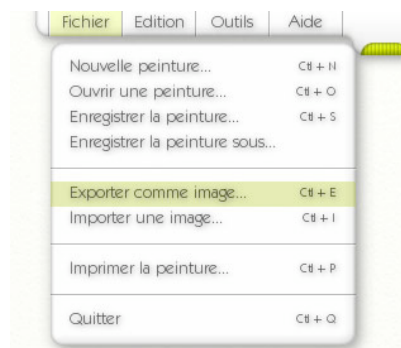 Fichier Edition Outils Aide
Nouvelle peinture... Ctl + N
Ouvrir une peinture... Ctl + O
Enregistrer la peinture... Ctl + S
Enregistrer la peinture sous...
Exporter comme image... Ctl + E
Importer une image... Ctl + I
Imprimer la peinture... Ctl + P
Quitter Ctl + Q